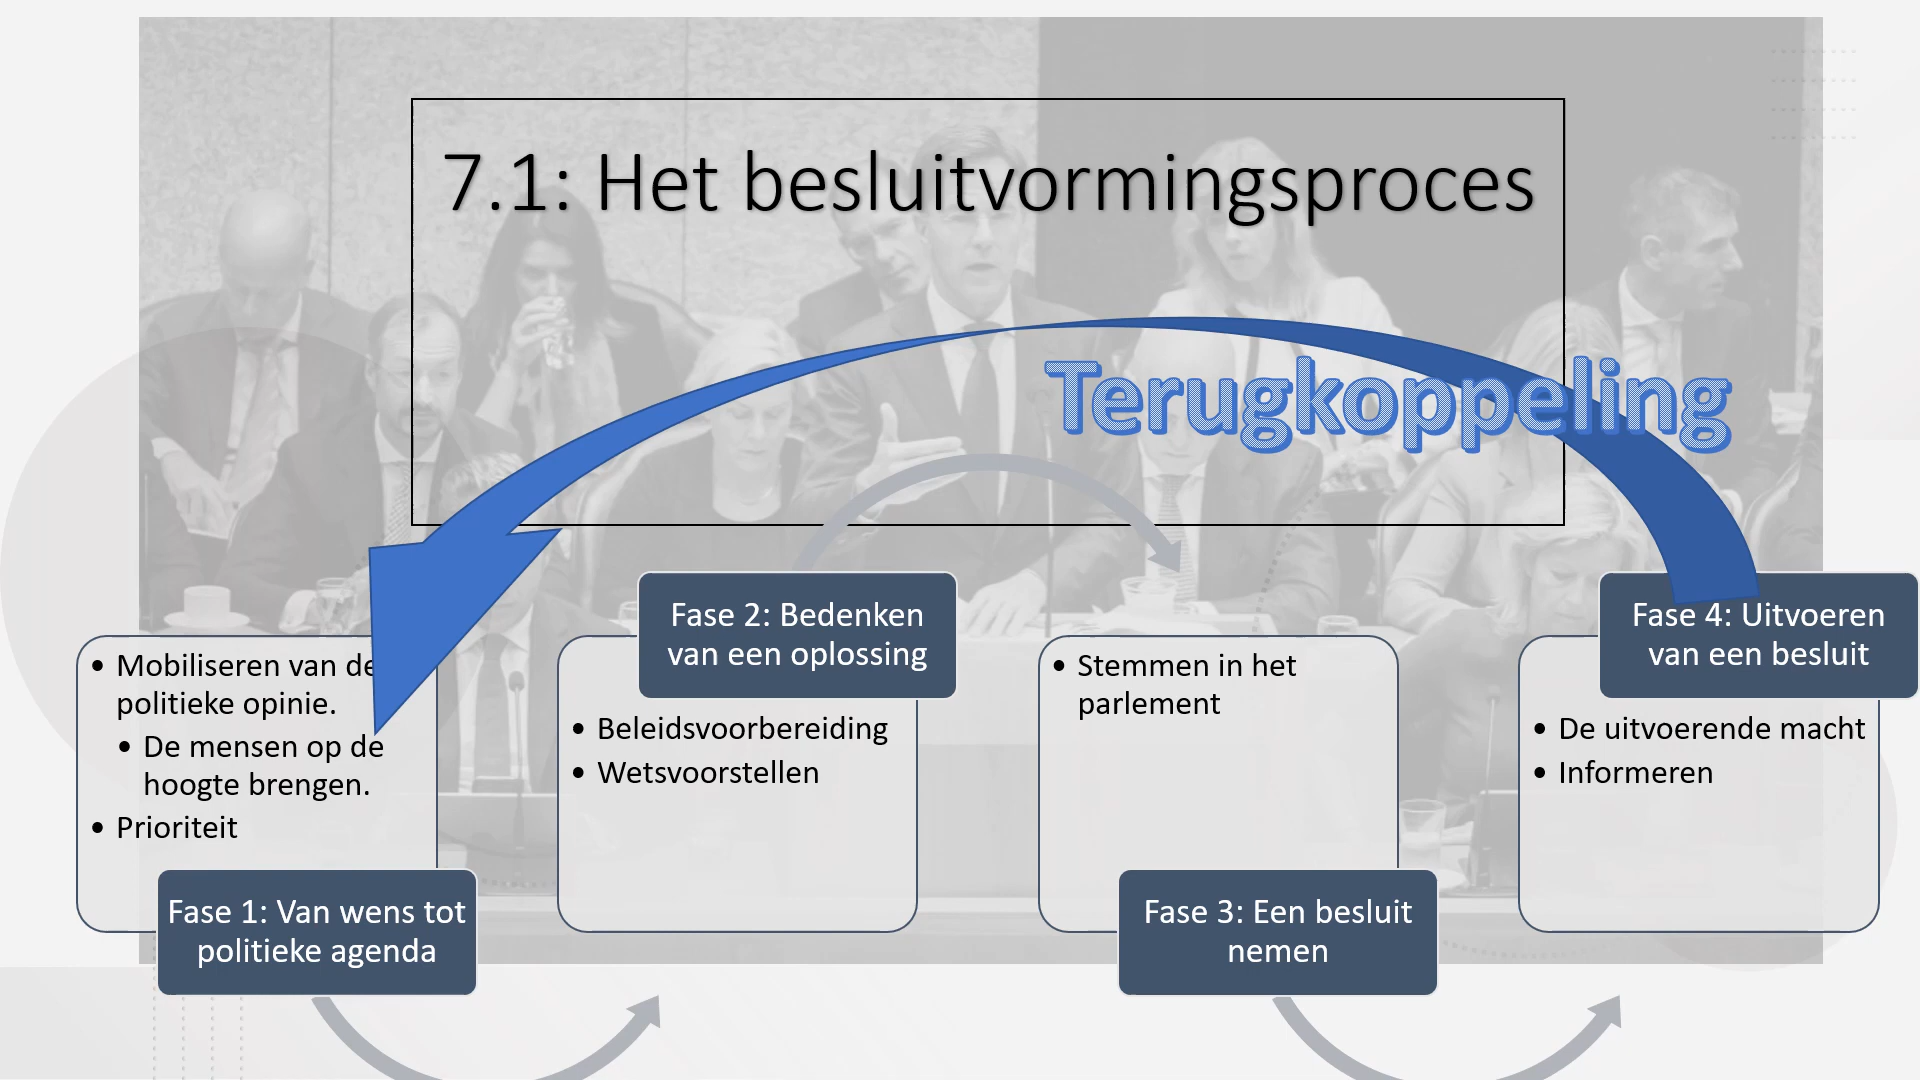 7.1: Het besluitvormingsproces
Terugkoppeling
• Mobiliseren van de
politieke opinie.
• De mensen op de
hoogte brengen.
• Prioriteit
Fase 1: Van wens tot
politieke agenda
Fase 2: Bedenken
van een oplossing
• Beleidsvoorbereiding
• Wetsvoorstellen
• Stemmen in het
parlement
Fase 3: Een besluit
nemen
Fase 4: Uitvoeren
van een besluit
• De uitvoerende macht
• Informeren